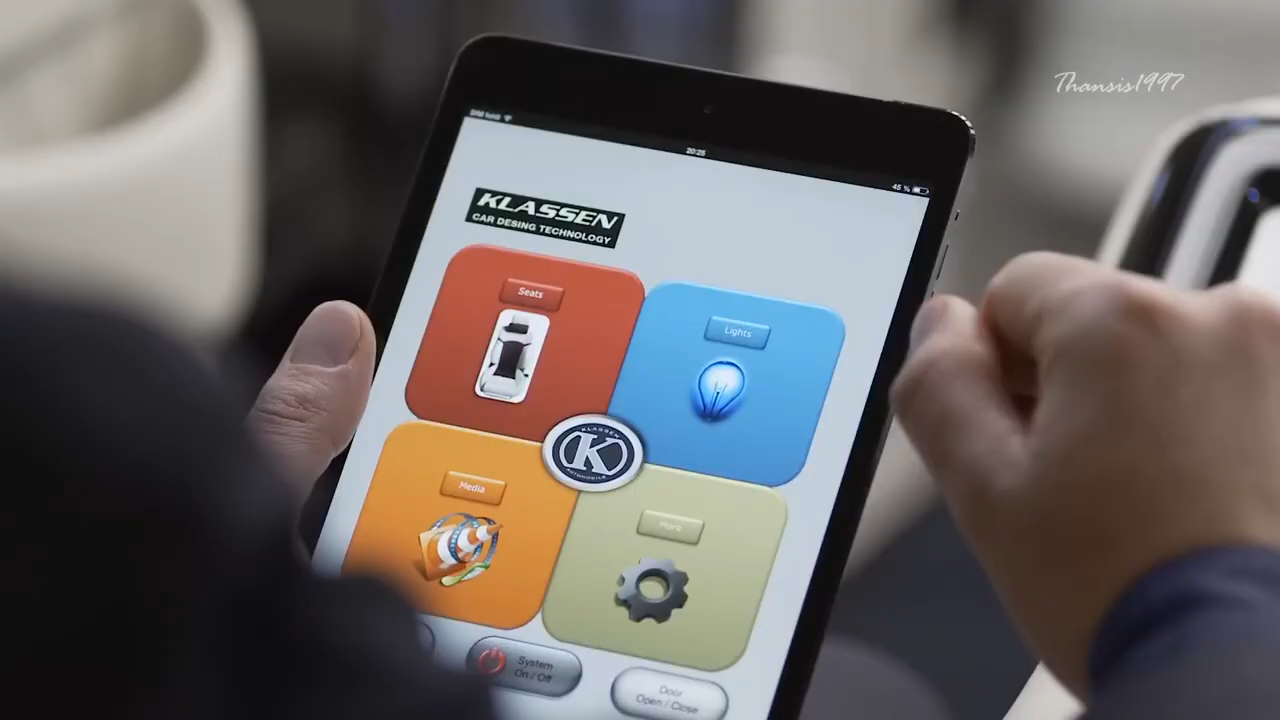 Thansis1997
20:25
45 %
KLASSEN
CAR DESING TECHNOLOGY
Seats
Lights
KLASSEN
K
AUTOMOBILE
Media
More
System
On / Off
Door
Open / Close